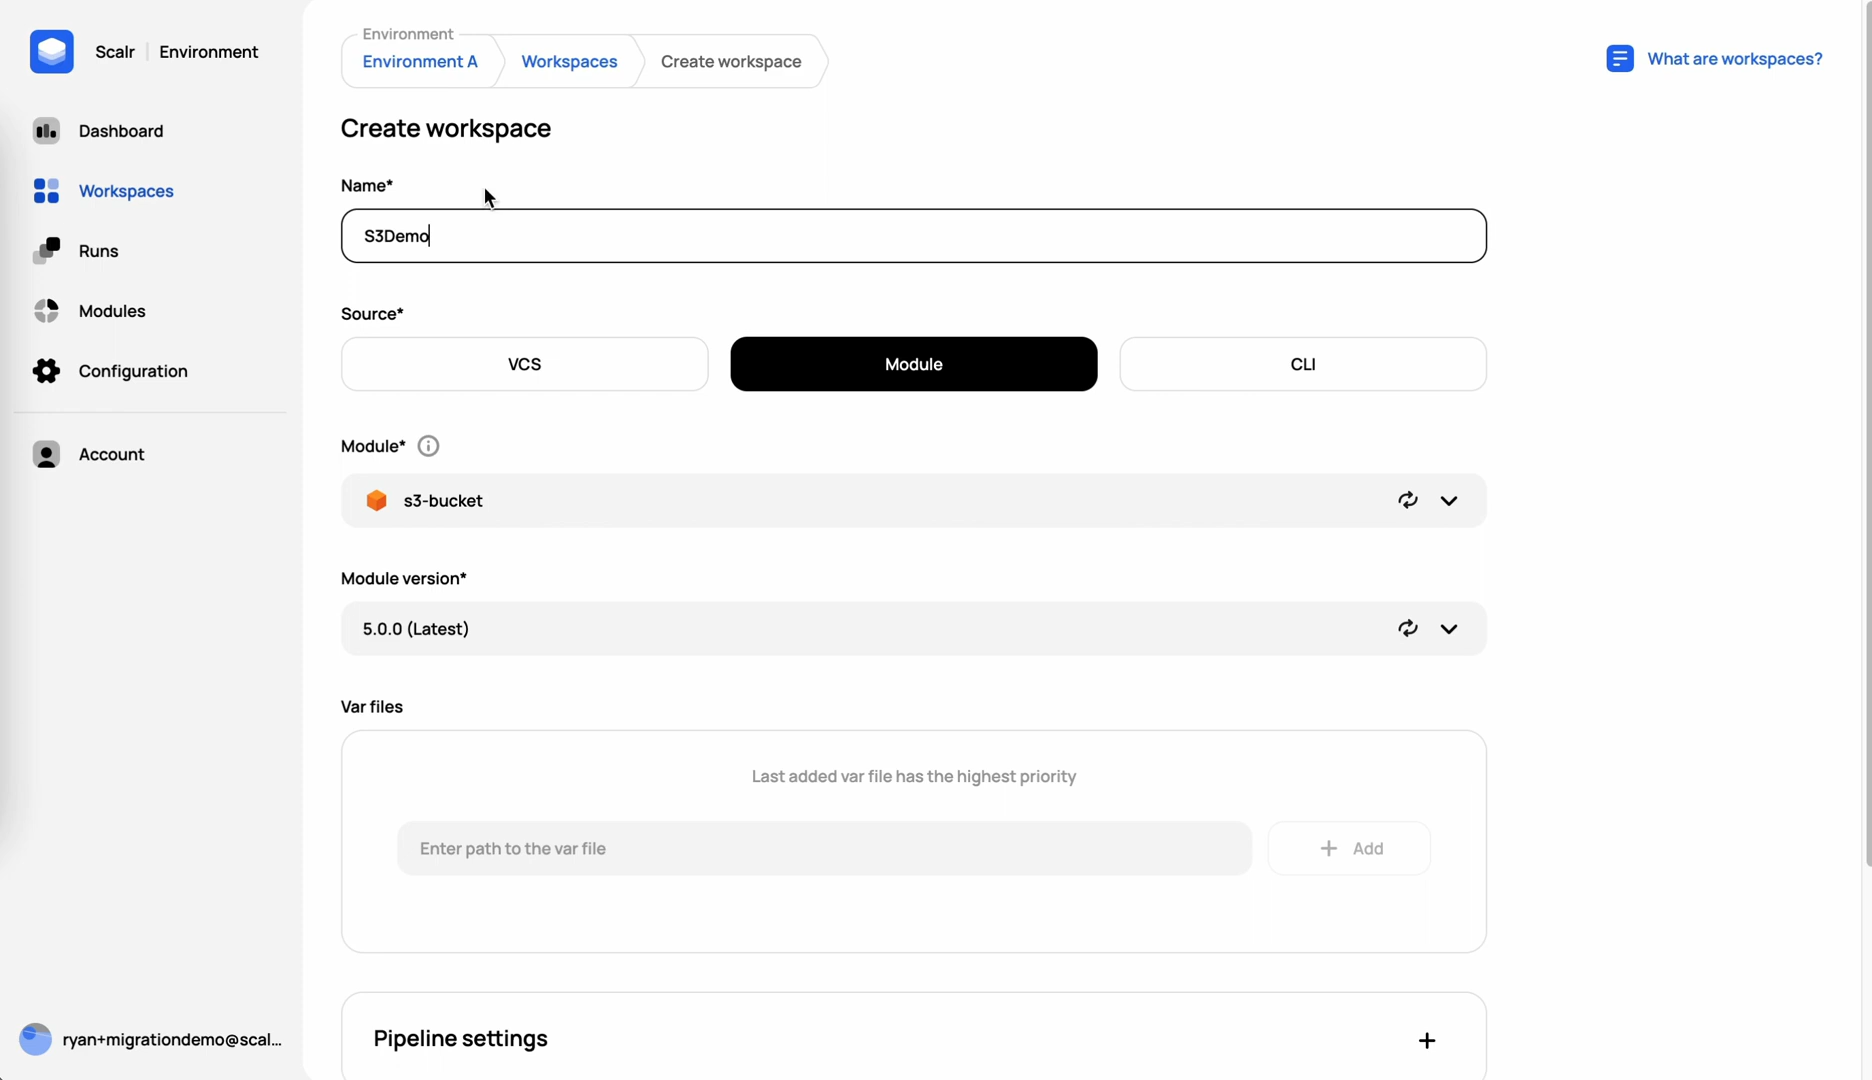 Scalr | Environment
Dashboard
Workspaces
Runs
Modules
Configuration
Account
ryan+migrationdemo@scal...
Environment
Environment A
Workspaces
Create workspace
What are workspaces?
Create workspace
Name*
S3Demo
Source*
VCS
Module
CLI
Module*
s3-bucket
Module version*
5.0.0 (Latest)
Var files
Last added var file has the highest priority
Enter path to the var file
+ Add
Pipeline settings
+